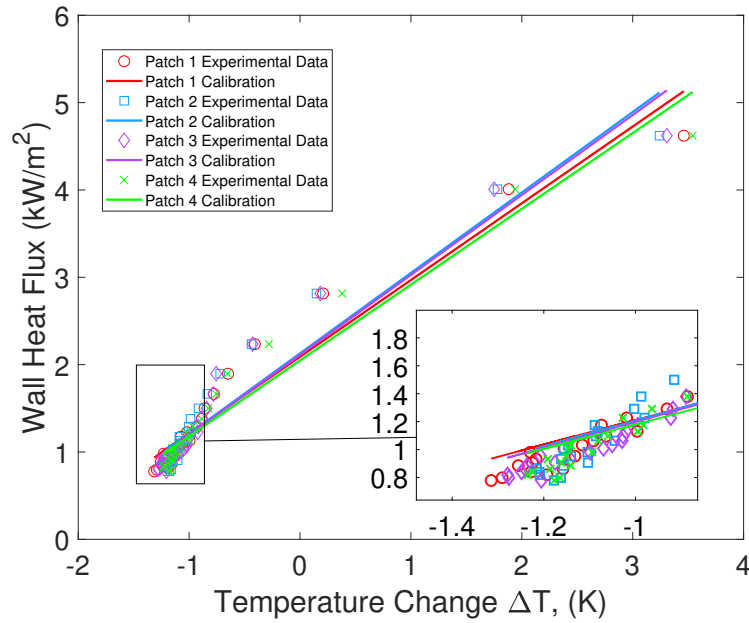 6
5
4
3
2
1
0
-2
-1
0
1
2
3
4
Wall Heat Flux (kW/m²)
Temperature Change ΔT, (K)
Patch 1 Experimental Data
Patch 1 Calibration
Patch 2 Experimental Data
Patch 2 Calibration
Patch 3 Experimental Data
Patch 3 Calibration
Patch 4 Experimental Data
Patch 4 Calibration
1.8
1.6
1.4
1.2
1
0.8
-1.4
-1.2
-1